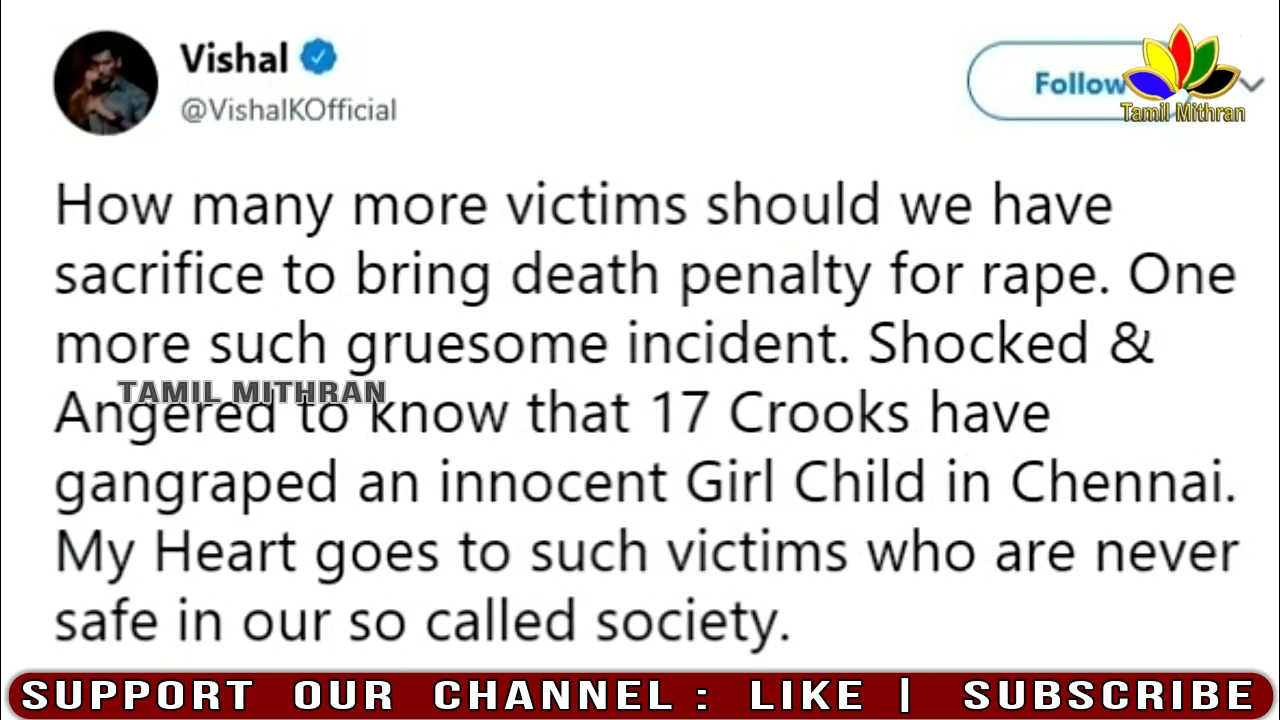 Vishal
@VishalKOfficial
Follow
Tamil Mithran
How many more victims should we have
sacrifice to bring death penalty for rape. One
more such gruesome incident. Shocked &
TAMIL MITHRAN
Angered to know that 17 Crooks have
gangraped an innocent Girl Child in Chennai.
My Heart goes to such victims who are never
safe in our so called society.
SUPPORT OUR CHANNEL : LIKE | SUBSCRIBE